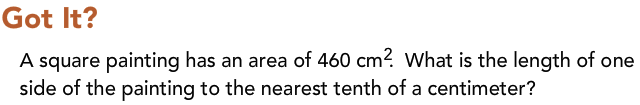 Got It?
A square painting has an area of 460 cm². What is the length of one
side of the painting to the nearest tenth of a centimeter?